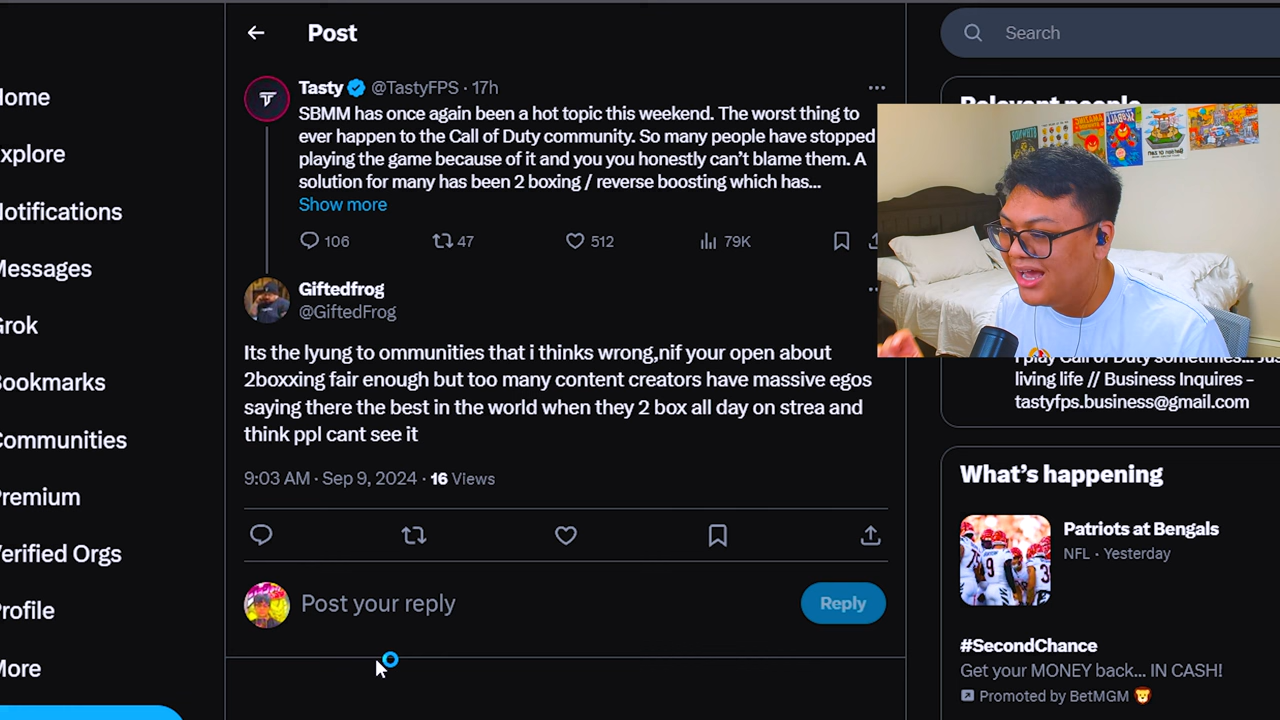 Post
Search
Home
Explore
Notifications
Messages
Grok
Bookmarks
Communities
Premium
Verified Orgs
Profile
More
Tasty @TastyFPS · 17h
SBMM has once again been a hot topic this weekend. The worst thing to
ever happen to the Call of Duty community. So many people have stopped
playing the game because of it and you you honestly can't blame them. A
solution for many has been 2 boxing / reverse boosting which has...
Show more
106 47 512 79K
Giftedfrog
@GiftedFrog
Its the lyung to ommunities that i thinks wrong,nif your open about
2boxxing fair enough but too many content creators have massive egos
saying there the best in the world when they 2 box all day on strea and
think ppl cant see it
9:03 AM · Sep 9, 2024 · 16 Views
Post your reply
Reply
Relevant people
I play Call of Duty sometimes... Jus
living life // Business Inquires -
tastyfps.business@gmail.com
What's happening
Patriots at Bengals
NFL · Yesterday
#SecondChance
Get your MONEY back... IN CASH!
Promoted by BetMGM